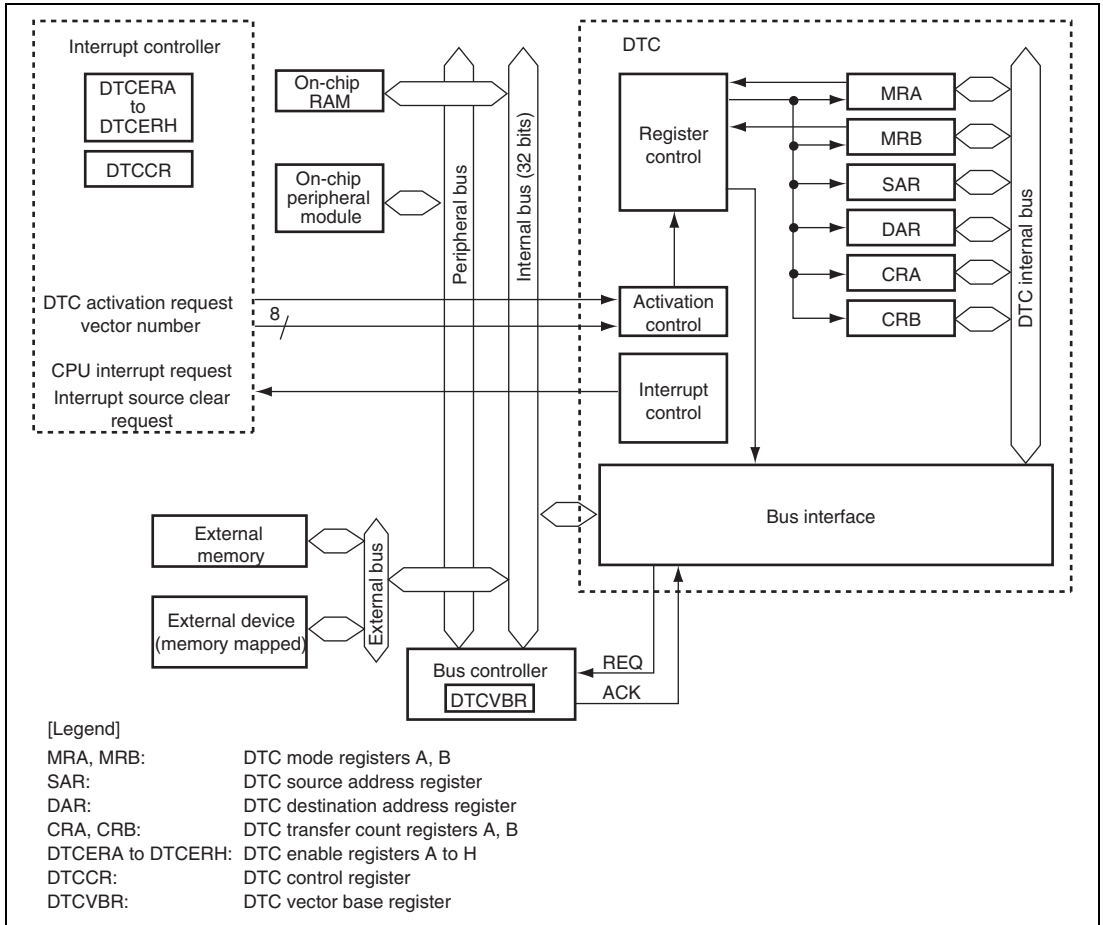 Interrupt controller
DTCERA
to
DTCERH
DTCCR
DTC activation request
vector number
8
CPU interrupt request
Interrupt source clear
request
On-chip
RAM
On-chip
peripheral
module
Peripheral bus
Internal bus (32 bits)
External
memory
External device
(memory mapped)
External bus
Bus controller
DTCVBR
REQ
ACK
DTC
Register
control
Activation
control
Interrupt
control
MRA
MRB
SAR
DAR
CRA
CRB
DTC internal bus
Bus interface
[Legend]
MRA, MRB: DTC mode registers A, B
SAR: DTC source address register
DAR: DTC destination address register
CRA, CRB: DTC transfer count registers A, B
DTCERA to DTCERH: DTC enable registers A to H
DTCCR: DTC control register
DTCVBR: DTC vector base register